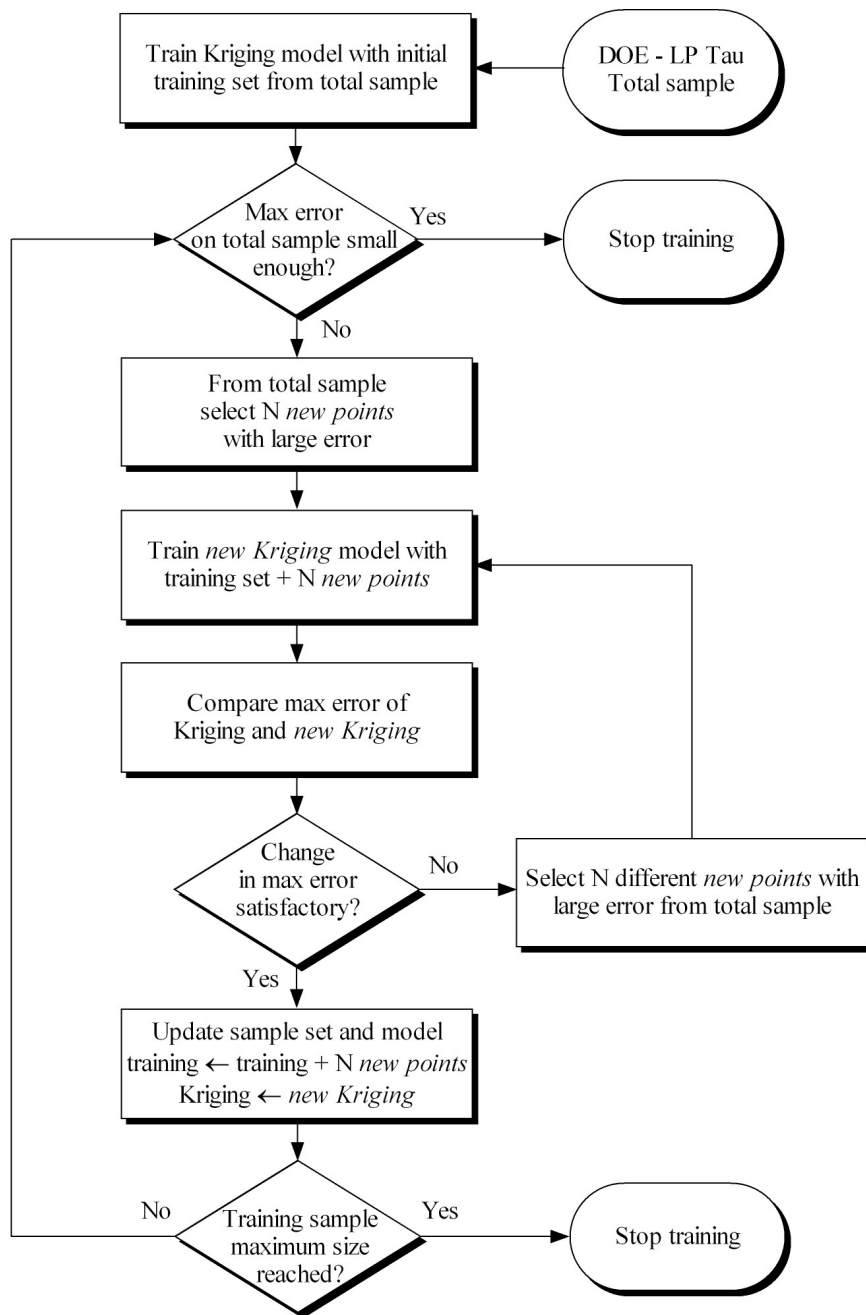 Train Kriging model with initial
training set from total sample
DOE - LP Tau
Total sample
Max error
on total sample small
enough?
Yes
Stop training
No
From total sample
select N new points
with large error
Train new Kriging model with
training set + N new points
Compare max error of
Kriging and new Kriging
Change
in max error
satisfactory?
No
Select N different new points with
large error from total sample
Yes
Update sample set and model
training ← training + N new points
Kriging ← new Kriging
No
Training sample
maximum size
reached?
Yes
Stop training